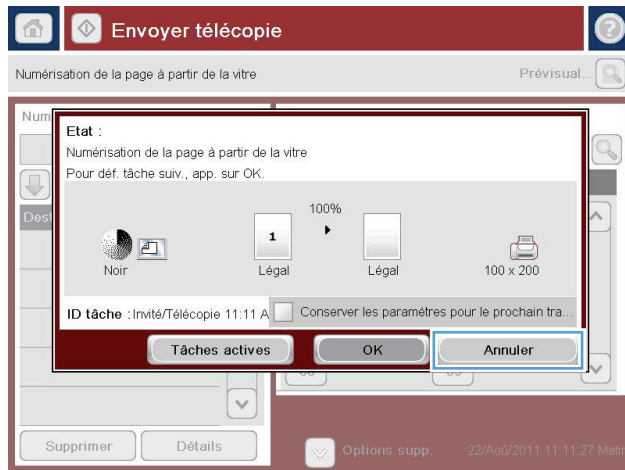 Envoyer télécopie
Numérisation de la page à partir de la vitre
Prévisual...
Num
Etat :
Numérisation de la page à partir de la vitre
Pour déf. tâche suiv., app. sur OK.
Dest
100%
1
Noir
Légal
Légal
100 x 200
ID tâche : Invité/Télécopie 11:11 A
Conserver les paramètres pour le prochain tra...
Tâches actives
OK
Annuler
Supprimer
Détails
Options supp.
22/Aoû/2011 11:11:27 Matin